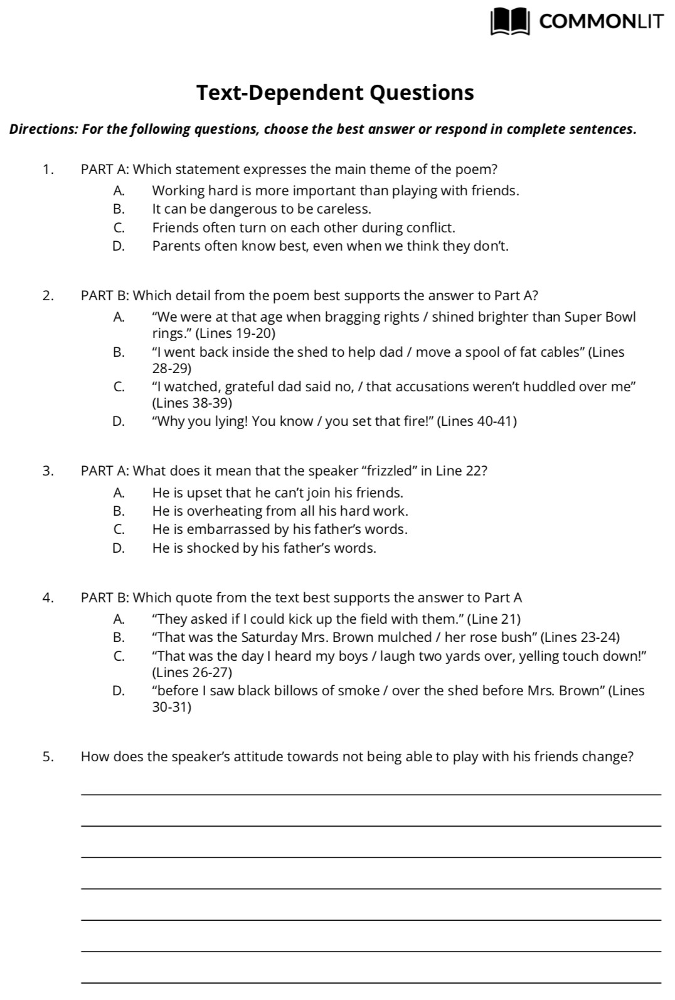 COMMONLIT
Text-Dependent Questions
Directions: For the following questions, choose the best answer or respond in complete sentences.
1. PART A: Which statement expresses the main theme of the poem?
A. Working hard is more important than playing with friends.
B. It can be dangerous to be careless.
C. Friends often turn on each other during conflict.
D. Parents often know best, even when we think they don’t.
2. PART B: Which detail from the poem best supports the answer to Part A?
A. “We were at that age when bragging rights / shined brighter than Super Bowl
rings.” (Lines 19-20)
B. “I went back inside the shed to help dad / move a spool of fat cables” (Lines
28-29)
C. “I watched, grateful dad said no, / that accusations weren’t huddled over me”
(Lines 38-39)
D. “Why you lying! You know / you set that fire!” (Lines 40-41)
3. PART A: What does it mean that the speaker “frizzled” in Line 22?
A. He is upset that he can’t join his friends.
B. He is overheating from all his hard work.
C. He is embarrassed by his father’s words.
D. He is shocked by his father’s words.
4. PART B: Which quote from the text best supports the answer to Part A
A. “They asked if I could kick up the field with them.” (Line 21)
B. “That was the Saturday Mrs. Brown mulched / her rose bush” (Lines 23-24)
C. “That was the day I heard my boys / laugh two yards over, yelling touch down!”
(Lines 26-27)
D. “before I saw black billows of smoke / over the shed before Mrs. Brown” (Lines
30-31)
5. How does the speaker’s attitude towards not being able to play with his friends change?